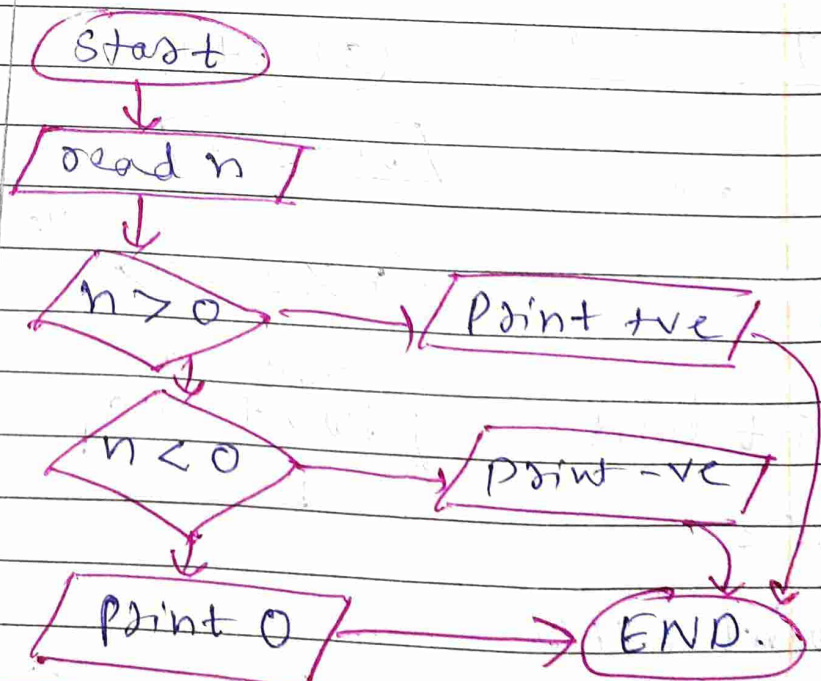 Start
read n
n > 0
Print +ve
n < 0
print -ve
print 0
END.